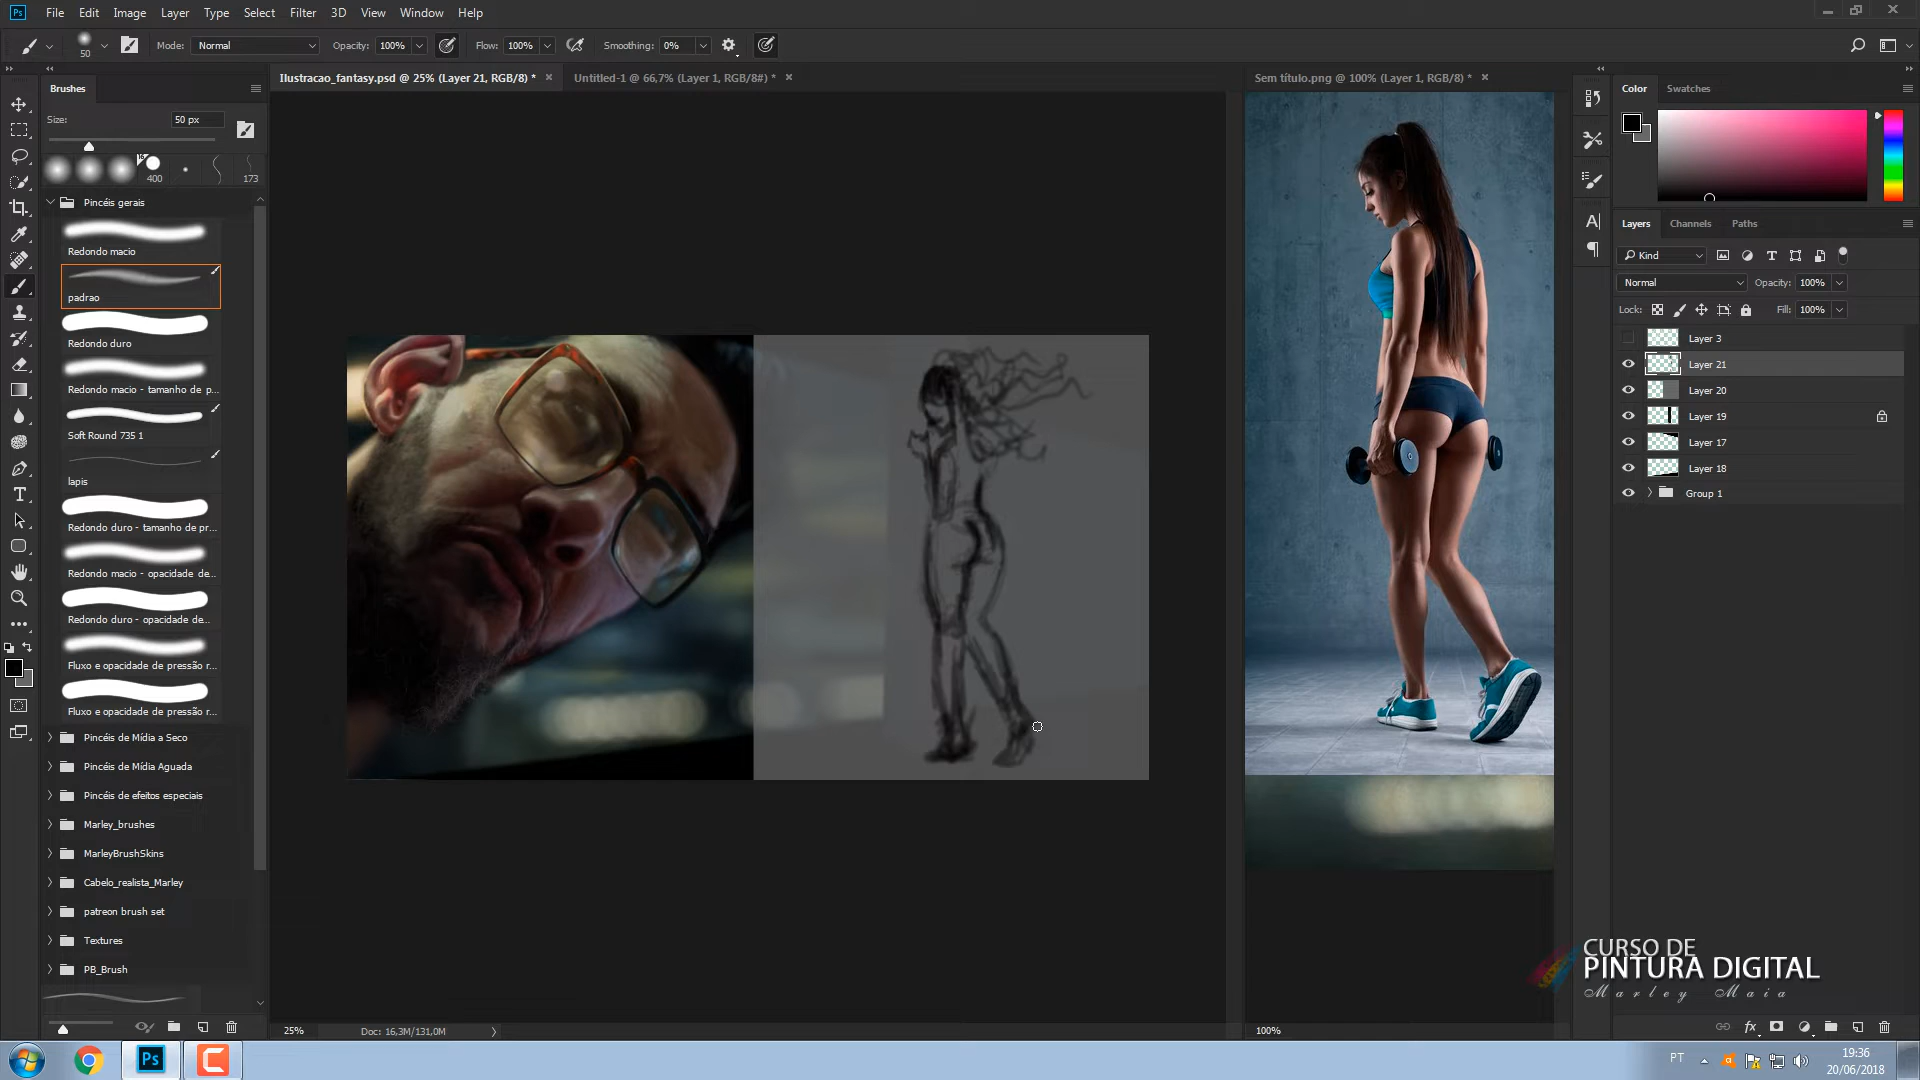 Ps File Edit Image Layer Type Select Filter 3D View Window Help
50 Mode: Normal Opacity: 100% Flow: 100% Smoothing: 0%
Ilustracao_fantasy.psd @ 25% (Layer 21, RGB/8) * Untitled-1 @ 66,7% (Layer 1, RGB/8#) * Sem título.png @ 100% (Layer 1, RGB/8) *
Brushes
Size: 50 px
400 173
Pincéis gerais
Redondo macio
padrao
Redondo duro
Redondo macio - tamanho de p...
Soft Round 735 1
lapis
Redondo duro - tamanho de pr...
Redondo macio - opacidade de...
Redondo duro - opacidade de...
Fluxo e opacidade de pressão r...
Fluxo e opacidade de pressão r...
Pincéis de Mídia a Seco
Pincéis de Mídia Aguada
Pincéis de efeitos especiais
Marley_brushes
MarleyBrushSkins
Cabelo_realista_Marley
patreon brush set
Textures
PB_Brush
25% Doc: 16,3M/131,0M
100%
Color Swatches
Layers Channels Paths
Kind
Normal Opacity: 100%
Lock: Fill: 100%
Layer 3
Layer 21
Layer 20
Layer 19
Layer 17
Layer 18
Group 1
CURSO DE
PINTURA DIGITAL
Marley Maia
Ps PT 19:36
20/06/2018